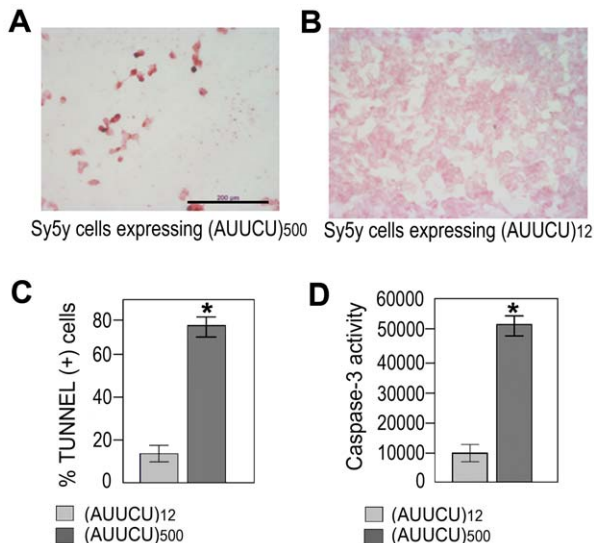 A
B
200 µm
Sy5y cells expressing (AUUCU)500
Sy5y cells expressing (AUUCU)12
C
% TUNNEL (+) cells
80
60
40
20
0
*
(AUUCU)12
(AUUCU)500
D
Caspase-3 activity
60000
50000
40000
30000
20000
10000
0
*
(AUUCU)12
(AUUCU)500